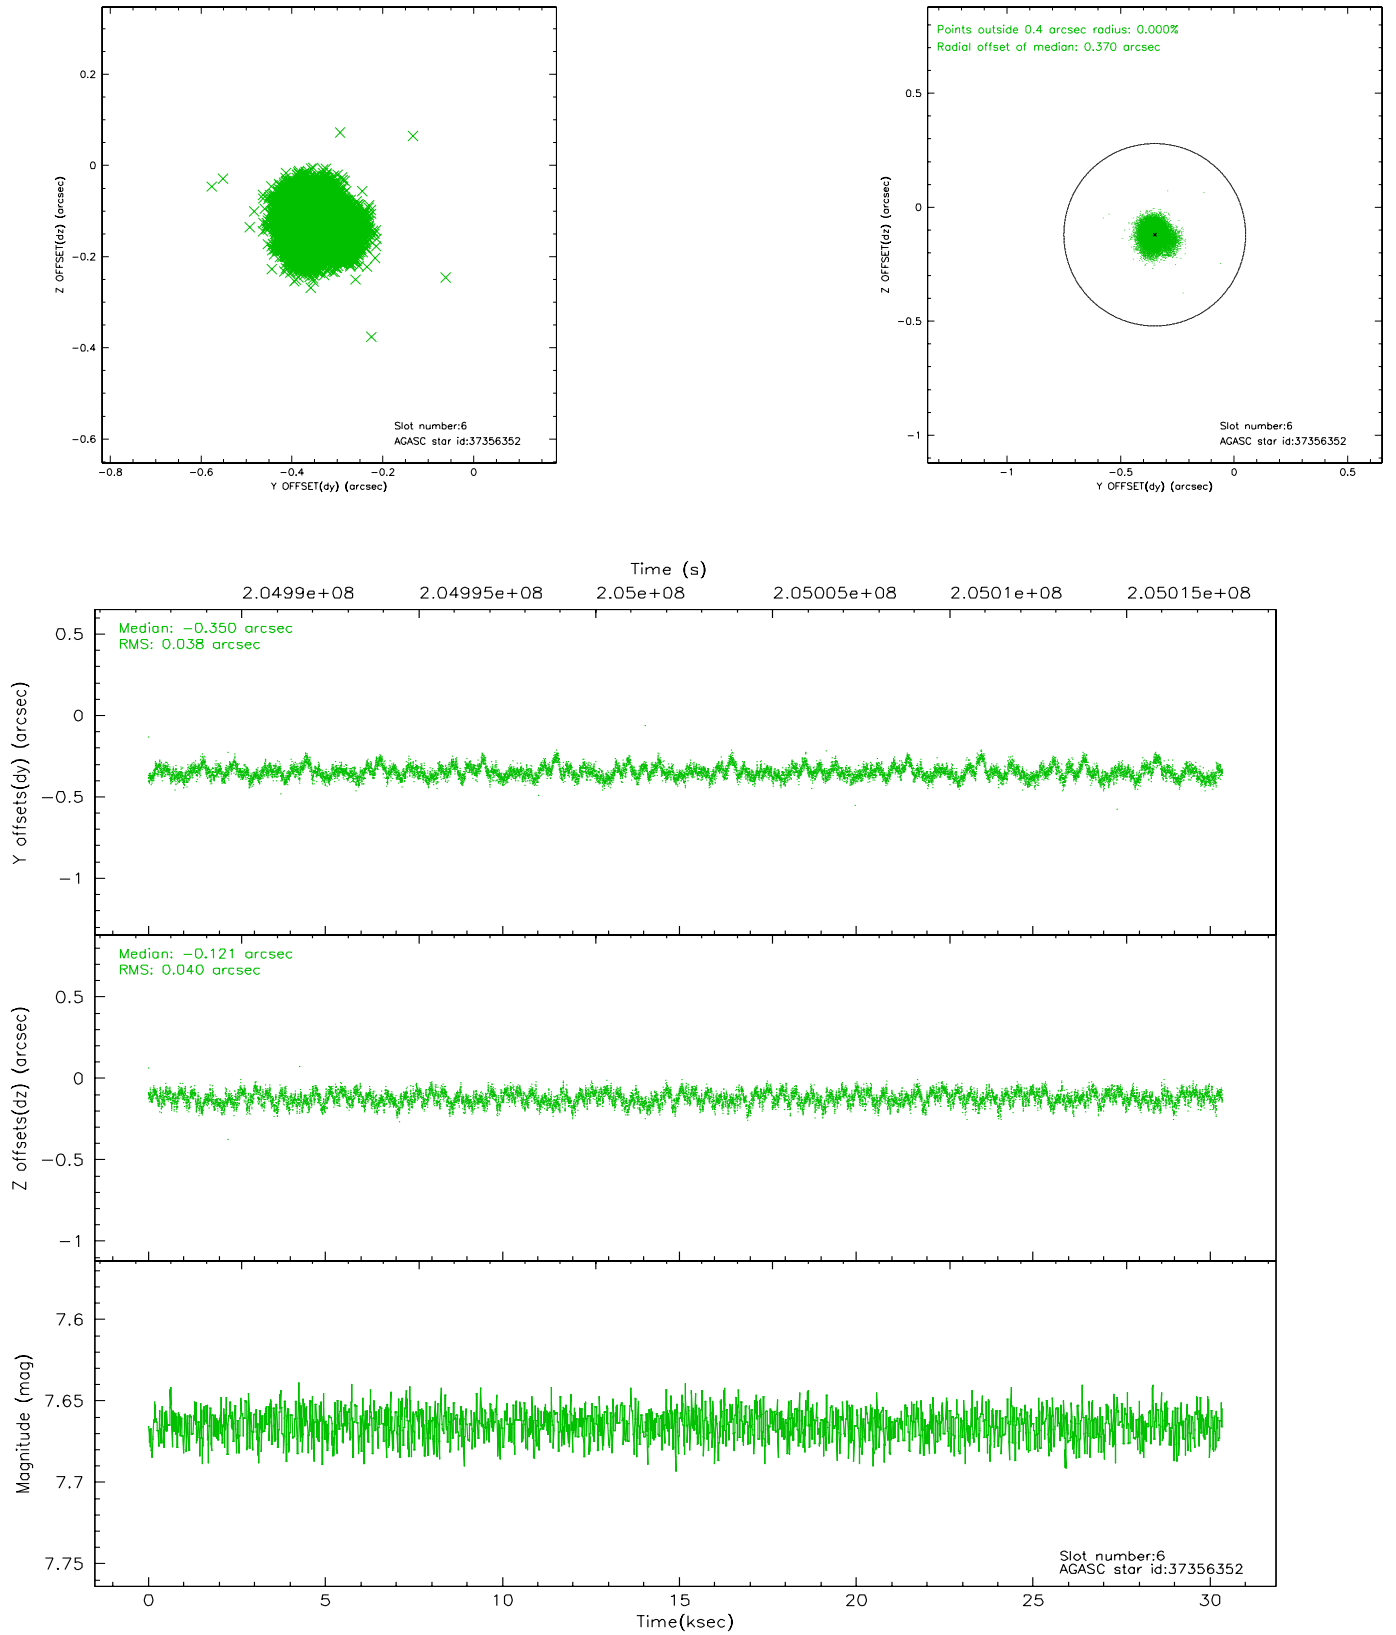 0.2
0
−0.2
−0.4
−0.6
−0.8
−0.6
−0.4
−0.2
0
Z OFFSET(dz) (arcsec)
Y OFFSET(dy) (arcsec)
Slot number:6
AGASC star id:37356352
Points outside 0.4 arcsec radius: 0.000%
Radial offset of median: 0.370 arcsec
0.5
0
−0.5
−1
−1
−0.5
0
0.5
Z OFFSET(dz) (arcsec)
Y OFFSET(dy) (arcsec)
Slot number:6
AGASC star id:37356352
Time (s)
2.0499e+08 2.04995e+08 2.05e+08 2.05005e+08 2.0501e+08 2.05015e+08
Median: −0.350 arcsec
RMS: 0.038 arcsec
0.5
0
−0.5
−1
Y offsets(dy) (arcsec)
Median: −0.121 arcsec
RMS: 0.040 arcsec
0.5
0
−0.5
−1
Z offsets(dz) (arcsec)
7.6
7.65
7.7
7.75
Magnitude (mag)
Slot number:6
AGASC star id:37356352
0 5 10 15 20 25 30
Time(ksec)